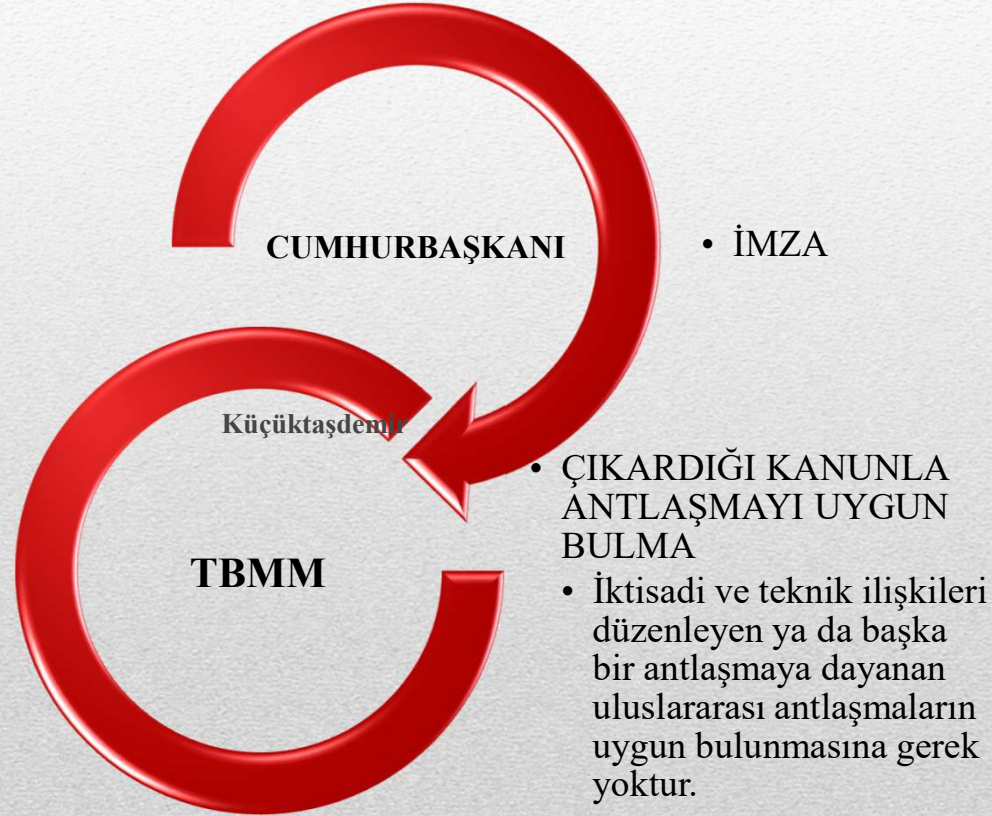 CUMHURBAŞKANI
• İMZA
Küçüktaşdemir
TBMM
• ÇIKARDIĞI KANUNLA
ANTLAŞMAYI UYGUN
BULMA
• İktisadi ve teknik ilişkileri
düzenleyen ya da başka
bir antlaşmaya dayanan
uluslararası antlaşmaların
uygun bulunmasına gerek
yoktur.